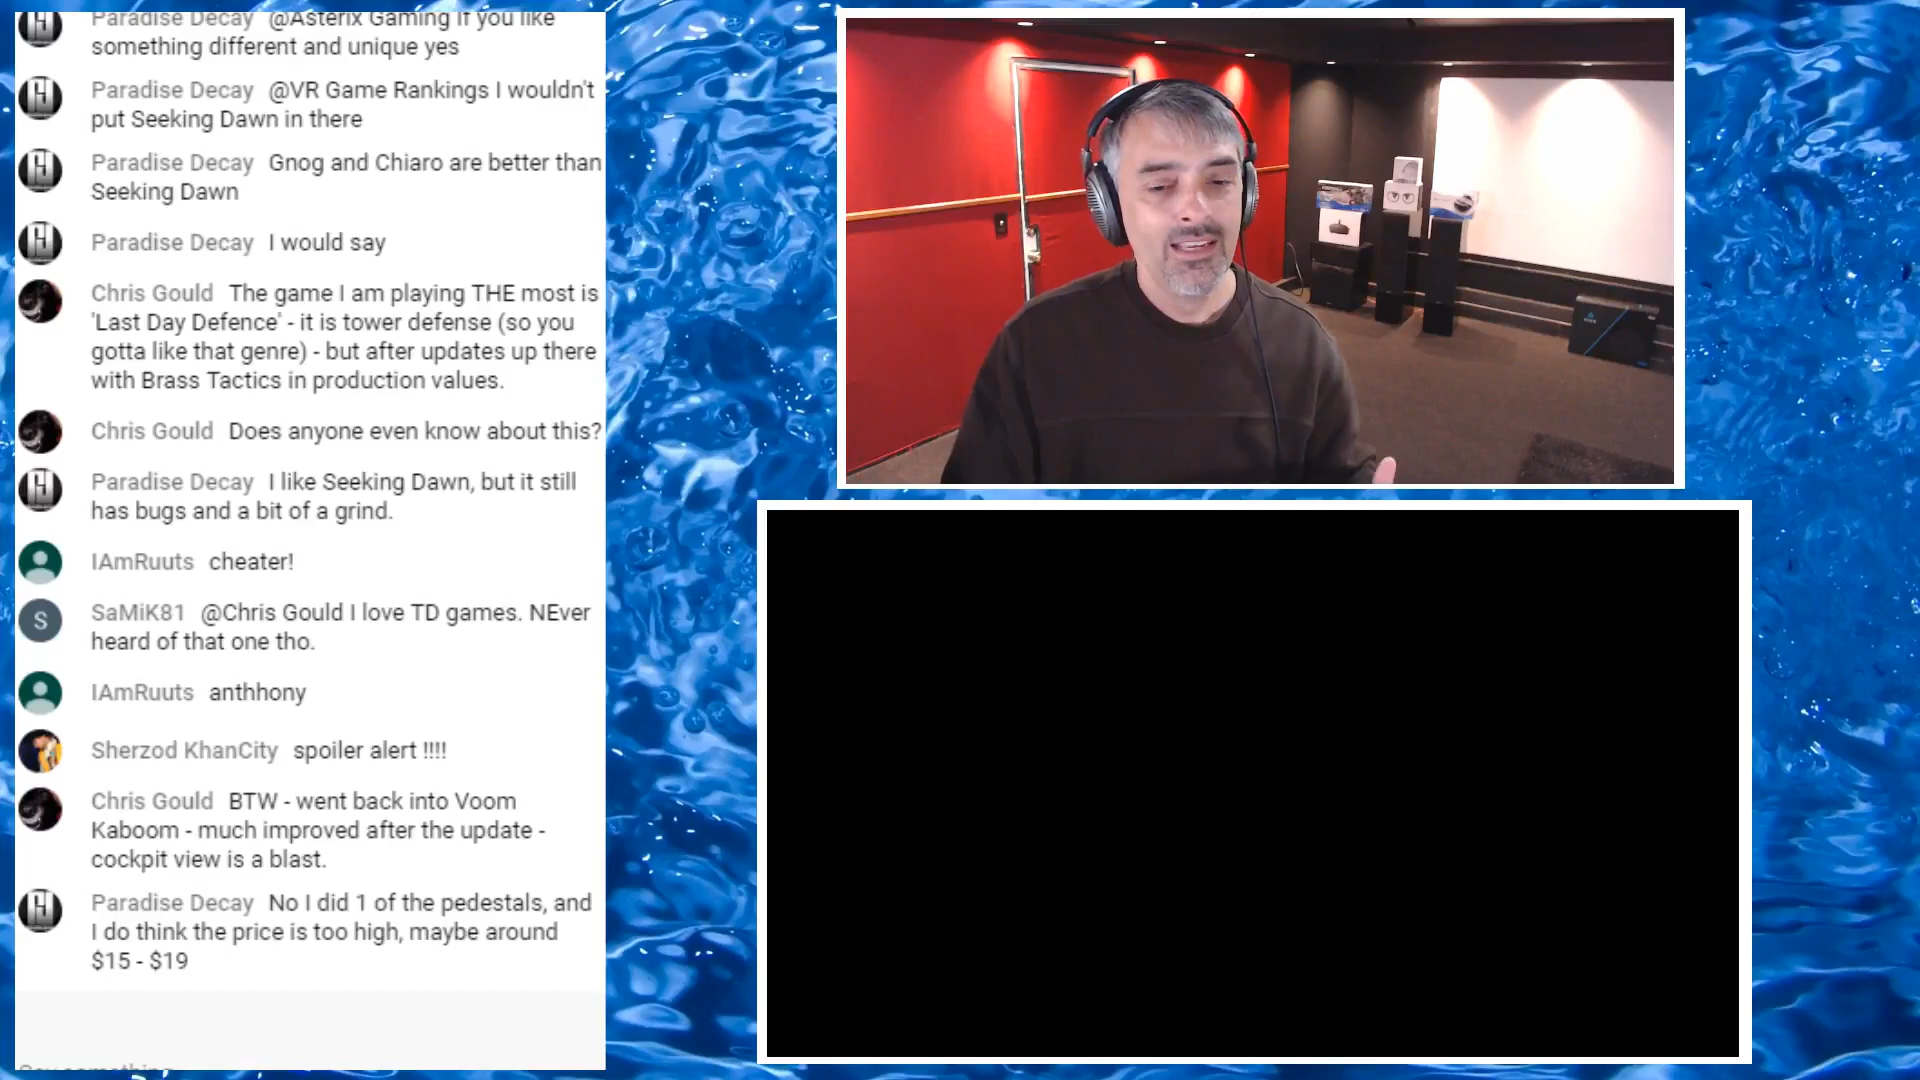 Paradise Decay @Asterix Gaming If you like
something different and unique yes
Paradise Decay @VR Game Rankings I wouldn't
put Seeking Dawn in there
Paradise Decay Gnog and Chiaro are better than
Seeking Dawn
Paradise Decay I would say
Chris Gould The game I am playing THE most is
'Last Day Defence' - it is tower defense (so you
gotta like that genre) - but after updates up there
with Brass Tactics in production values.
Chris Gould Does anyone even know about this?
Paradise Decay I like Seeking Dawn, but it still
has bugs and a bit of a grind.
IAmRuuts cheater!
S
SaMiK81 @Chris Gould I love TD games. NEver
heard of that one tho.
IAmRuuts anthhony
Sherzod KhanCity spoiler alert !!!!
Chris Gould BTW - went back into Voom
Kaboom - much improved after the update -
cockpit view is a blast.
Paradise Decay No I did 1 of the pedestals, and
I do think the price is too high, maybe around
$15 - $19